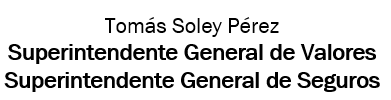 Tomás Soley Pérez
Superintendente General de Valores
Superintendente General de Seguros